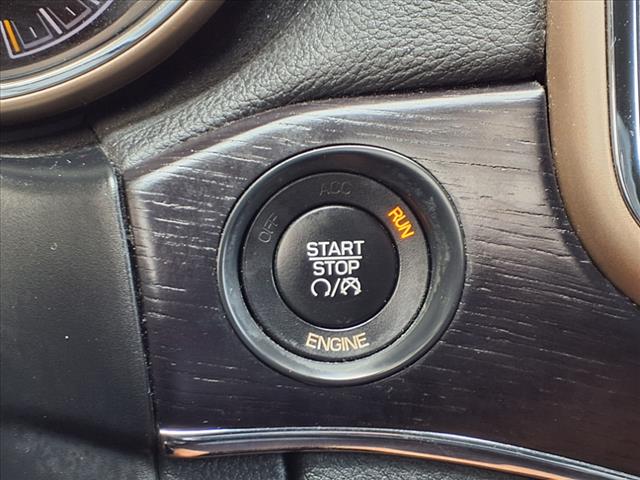 ACC
OFF
RUN
START
STOP
ENGINE